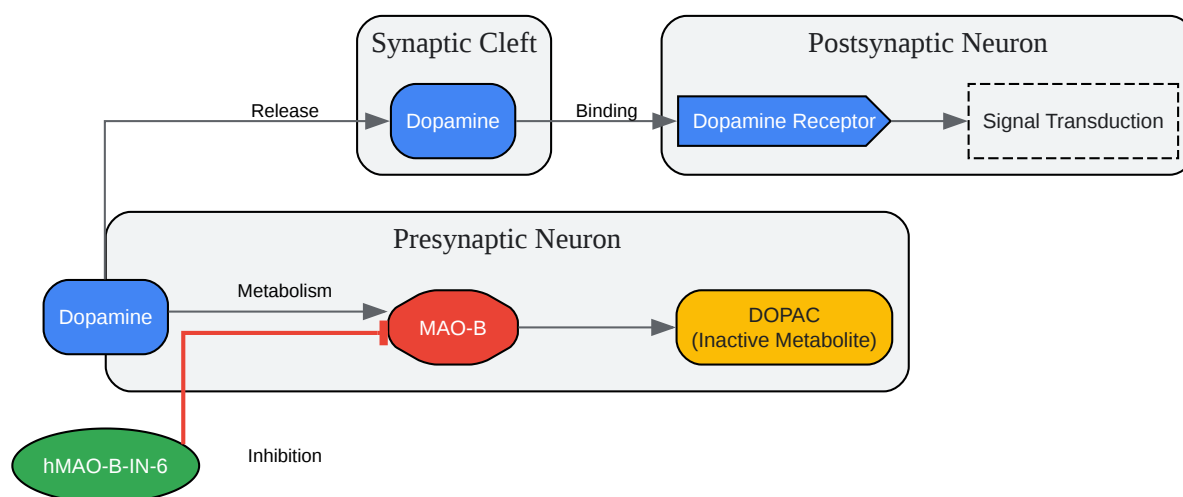 Synaptic Cleft
Postsynaptic Neuron
Release
Dopamine
Binding
Dopamine Receptor
Signal Transduction
Presynaptic Neuron
Dopamine
Metabolism
MAO-B
DOPAC
(Inactive Metabolite)
hMAO-B-IN-6
Inhibition